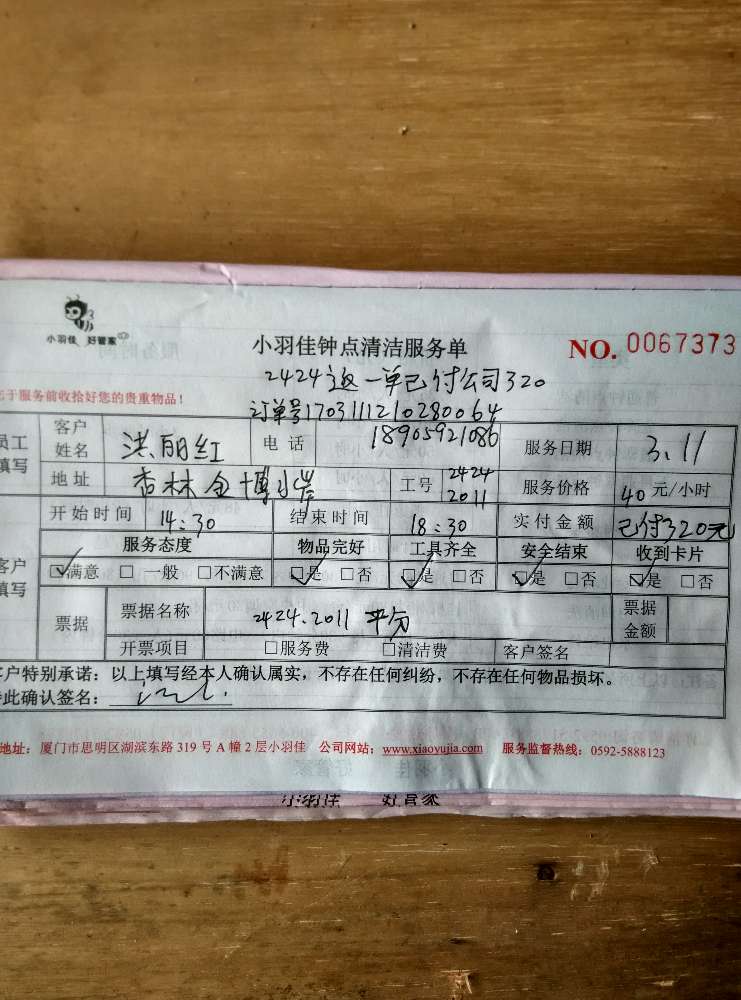 小羽佳 好管家
小羽佳钟点清洁服务单
NO. 0067373
2424返一单已付公司320
于服务前收拾好您的贵重物品！
订单号1703111210280064
员工填写 客户姓名 洪丽红 电话 18905921086 服务日期 3.11
地址 杏林金博水岸 工号 2424 2011 服务价格 40元/小时
开始时间 14:30 结束时间 18:30 实付金额 已付320元
客户填写 服务态度 物品完好 工具齐全 安全结束 收到卡片
☑满意 □一般 □不满意 ☑是 □否 ☑是 □否 ☑是 □否 ☑是 □否
票据 票据名称 2424.2011 平分 票据金额
开票项目 □服务费 □清洁费 客户签名
客户特别承诺：以上填写经本人确认属实，不存在任何纠纷，不存在任何物品损坏。
此确认签名：
地址：厦门市思明区湖滨东路319号A幢2层小羽佳 公司网站：www.xiaoyujia.com 服务监督热线：0592-5888123
小羽佳 好管家